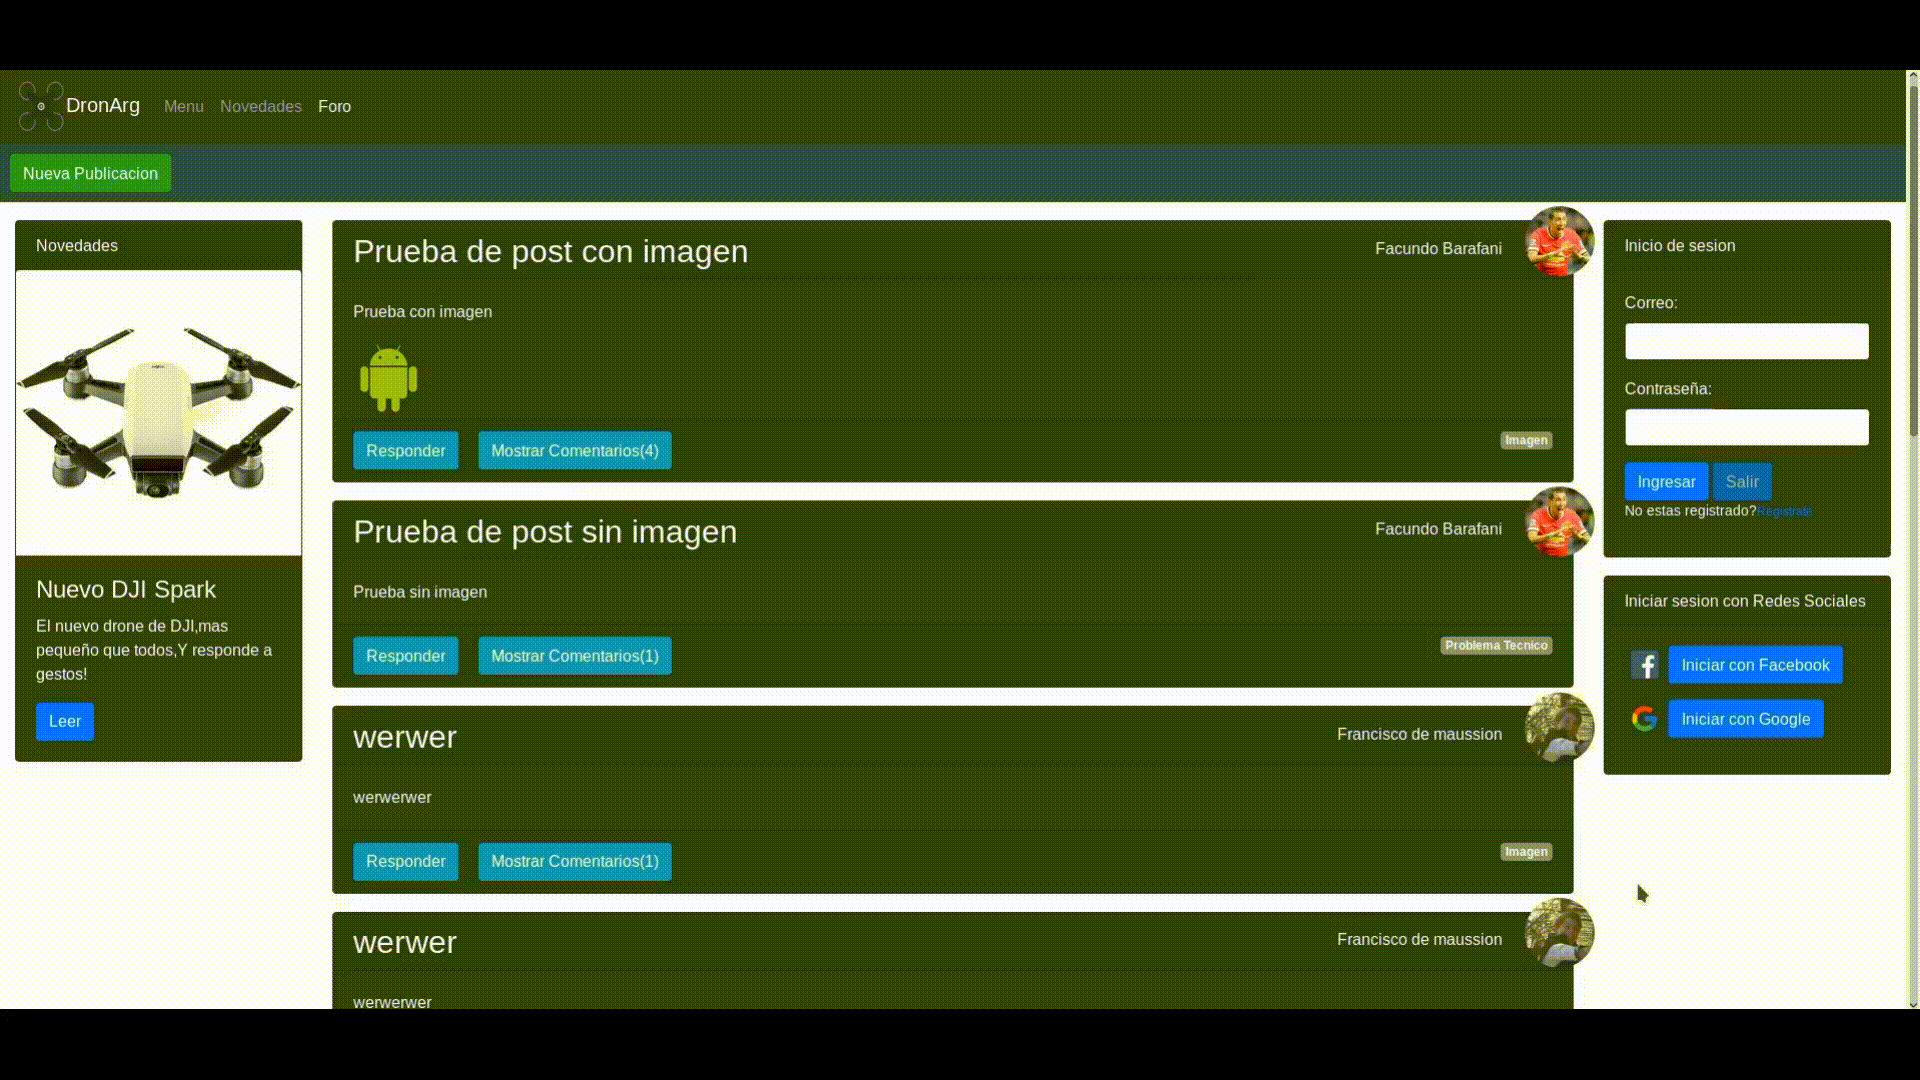 DronArg Menu Novedades Foro
Nueva Publicacion
Novedades
Nuevo DJI Spark
El nuevo drone de DJI,mas
pequeño que todos,Y responde a
gestos!
Leer
Prueba de post con imagen
Facundo Barafani
Prueba con imagen
Responder Mostrar Comentarios(4)
Imagen
Prueba de post sin imagen
Facundo Barafani
Prueba sin imagen
Responder Mostrar Comentarios(1)
Problema Tecnico
werwer
Francisco de maussion
werwerwer
Responder Mostrar Comentarios(1)
Imagen
werwer
Francisco de maussion
werwerwer
Inicio de sesion
Correo:
Contraseña:
Ingresar Salir
No estas registrado?Registrate
Iniciar sesion con Redes Sociales
Iniciar con Facebook
Iniciar con Google